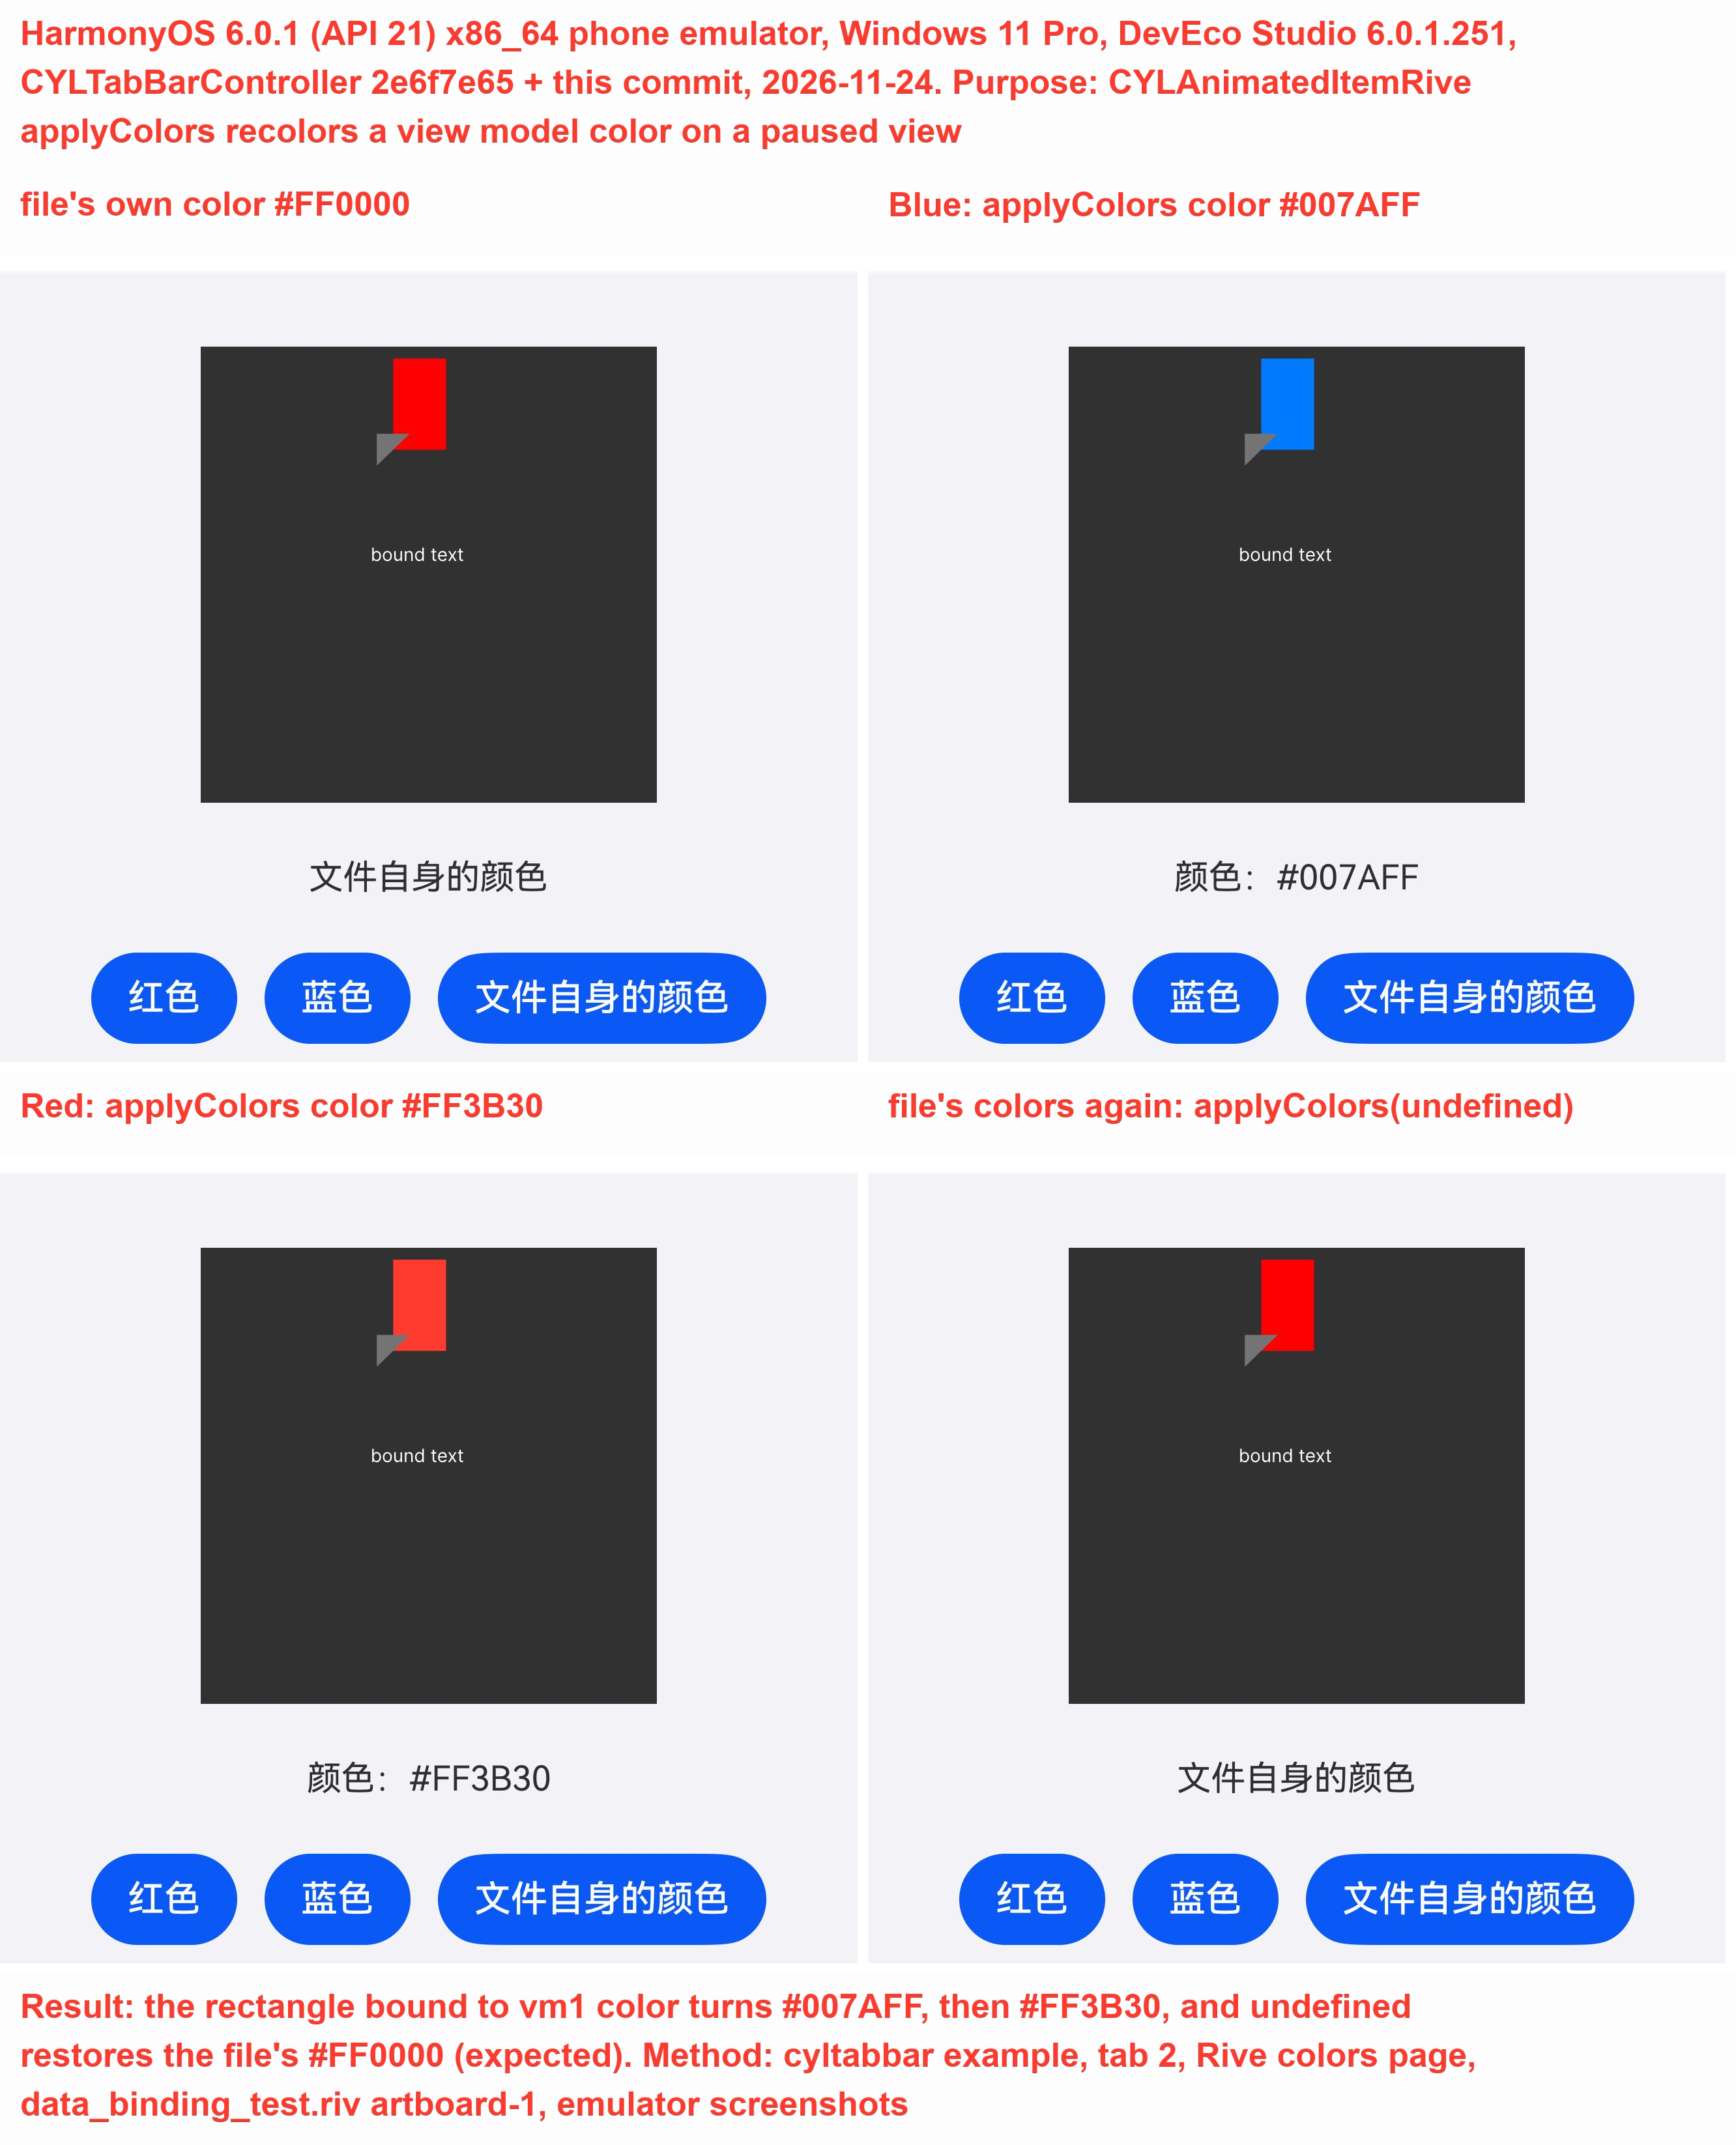 HarmonyOS 6.0.1 (API 21) x86_64 phone emulator, Windows 11 Pro, DevEco Studio 6.0.1.251,
CYLTabBarController 2e6f7e65 + this commit, 2026-11-24. Purpose: CYLAnimatedItemRive
applyColors recolors a view model color on a paused view
file's own color #FF0000
Blue: applyColors color #007AFF
bound text
bound text
文件自身的颜色
颜色：#007AFF
红色 蓝色 文件自身的颜色
红色 蓝色 文件自身的颜色
Red: applyColors color #FF3B30
file's colors again: applyColors(undefined)
bound text
bound text
颜色：#FF3B30
文件自身的颜色
红色 蓝色 文件自身的颜色
红色 蓝色 文件自身的颜色
Result: the rectangle bound to vm1 color turns #007AFF, then #FF3B30, and undefined
restores the file's #FF0000 (expected). Method: cyltabbar example, tab 2, Rive colors page,
data_binding_test.riv artboard-1, emulator screenshots